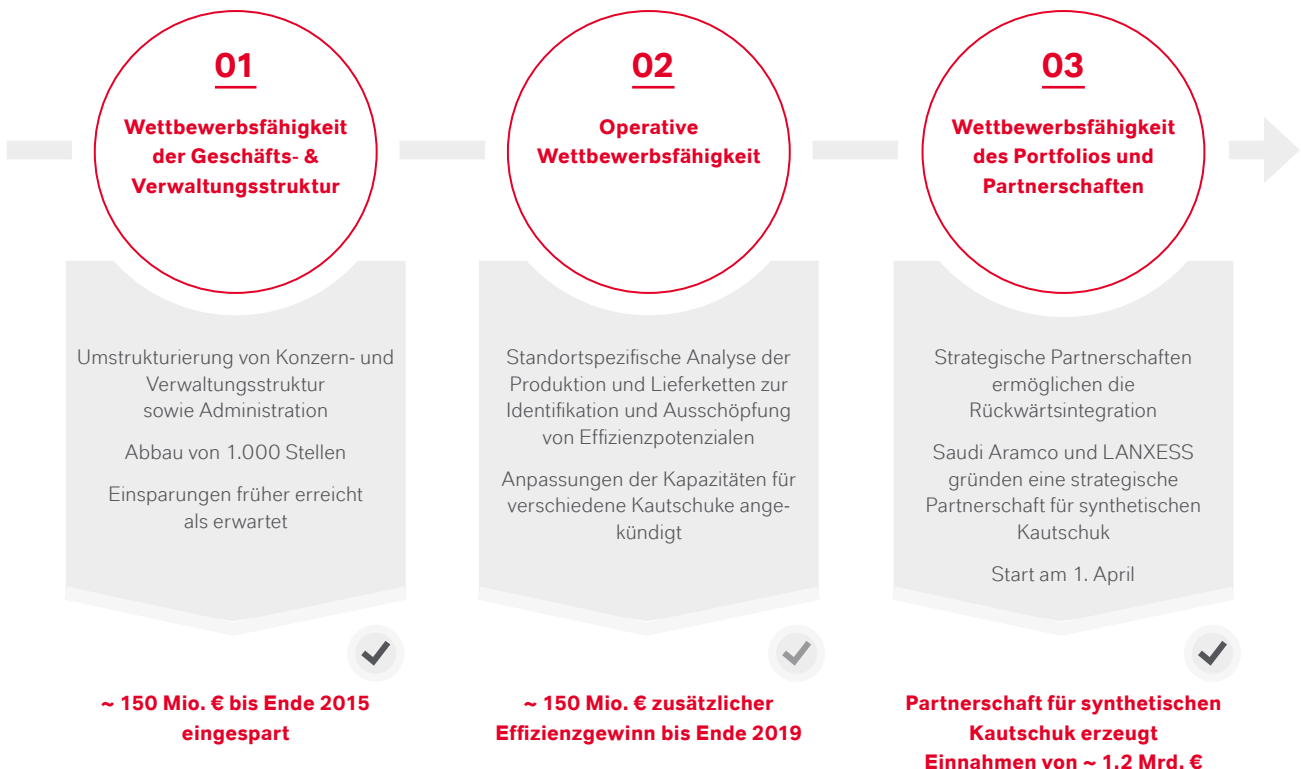 01
Wettbewerbsfähigkeit
der Geschäfts- &
Verwaltungsstruktur
Umstrukturierung von Konzern- und
Verwaltungsstruktur
sowie Administration
Abbau von 1.000 Stellen
Einsparungen früher erreicht
als erwartet
~ 150 Mio. € bis Ende 2015
eingespart
02
Operative
Wettbewerbsfähigkeit
Standortspezifische Analyse der
Produktion und Lieferketten zur
Identifikation und Ausschöpfung
von Effizienzpotenzialen
Anpassungen der Kapazitäten für
verschiedene Kautschuke ange-
kündigt
~ 150 Mio. € zusätzlicher
Effizienzgewinn bis Ende 2019
03
Wettbewerbsfähigkeit
des Portfolios und
Partnerschaften
Strategische Partnerschaften
ermöglichen die
Rückwärtsintegration
Saudi Aramco und LANXESS
gründen eine strategische
Partnerschaft für synthetischen
Kautschuk
Start am 1. April
Partnerschaft für synthetischen
Kautschuk erzeugt
Einnahmen von ~ 1.2 Mrd. €